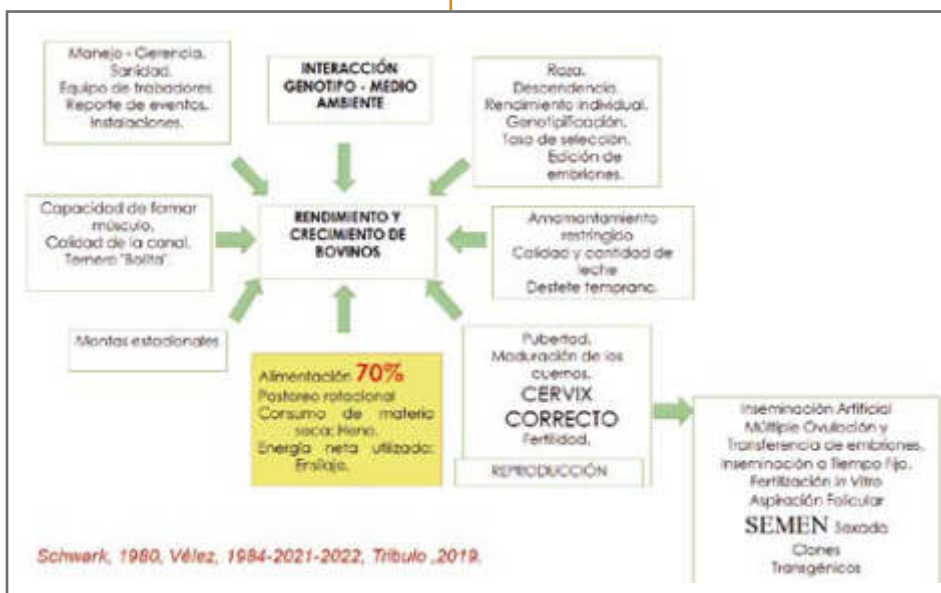 Manejo - Gerencia.
Sanidad.
Equipo de trabadores.
Reporte de eventos.
Instalaciones.
INTERACCIÓN
GENOTIPO - MEDIO
AMBIENTE
Raza.
Descendencia.
Rendimiento individual.
Genotipificación.
Tasa de selección.
Edición de
embriones.
Capacidad de formar
músculo.
Calidad de la canal.
Ternero "Bolita".
RENDIMIENTO Y
CRECIMIENTO DE
BOVINOS
Amamantamiento
restringido
Calidad y cantidad de
leche
Destete temprano.
Montas estacionales
Alimentación 70%
Pastoreo rotacional
Consumo de materia
seca: Heno.
Energía neta utilizada:
Ensilaje.
Pubertad.
Maduración de los
cuernos.
CERVIX
CORRECTO
Fertilidad.
REPRODUCCIÓN
Inseminación Artificial
Múltiple Ovulación y
Transferencia de embriones.
Inseminación a Tiempo Fijo.
Fertilización In Vitro
Aspiración Folicular
SEMEN Sexado
Clones
Transgénicos
Schwark, 1980, Vélez, 1984-2021-2022, Tribulo ,2019.